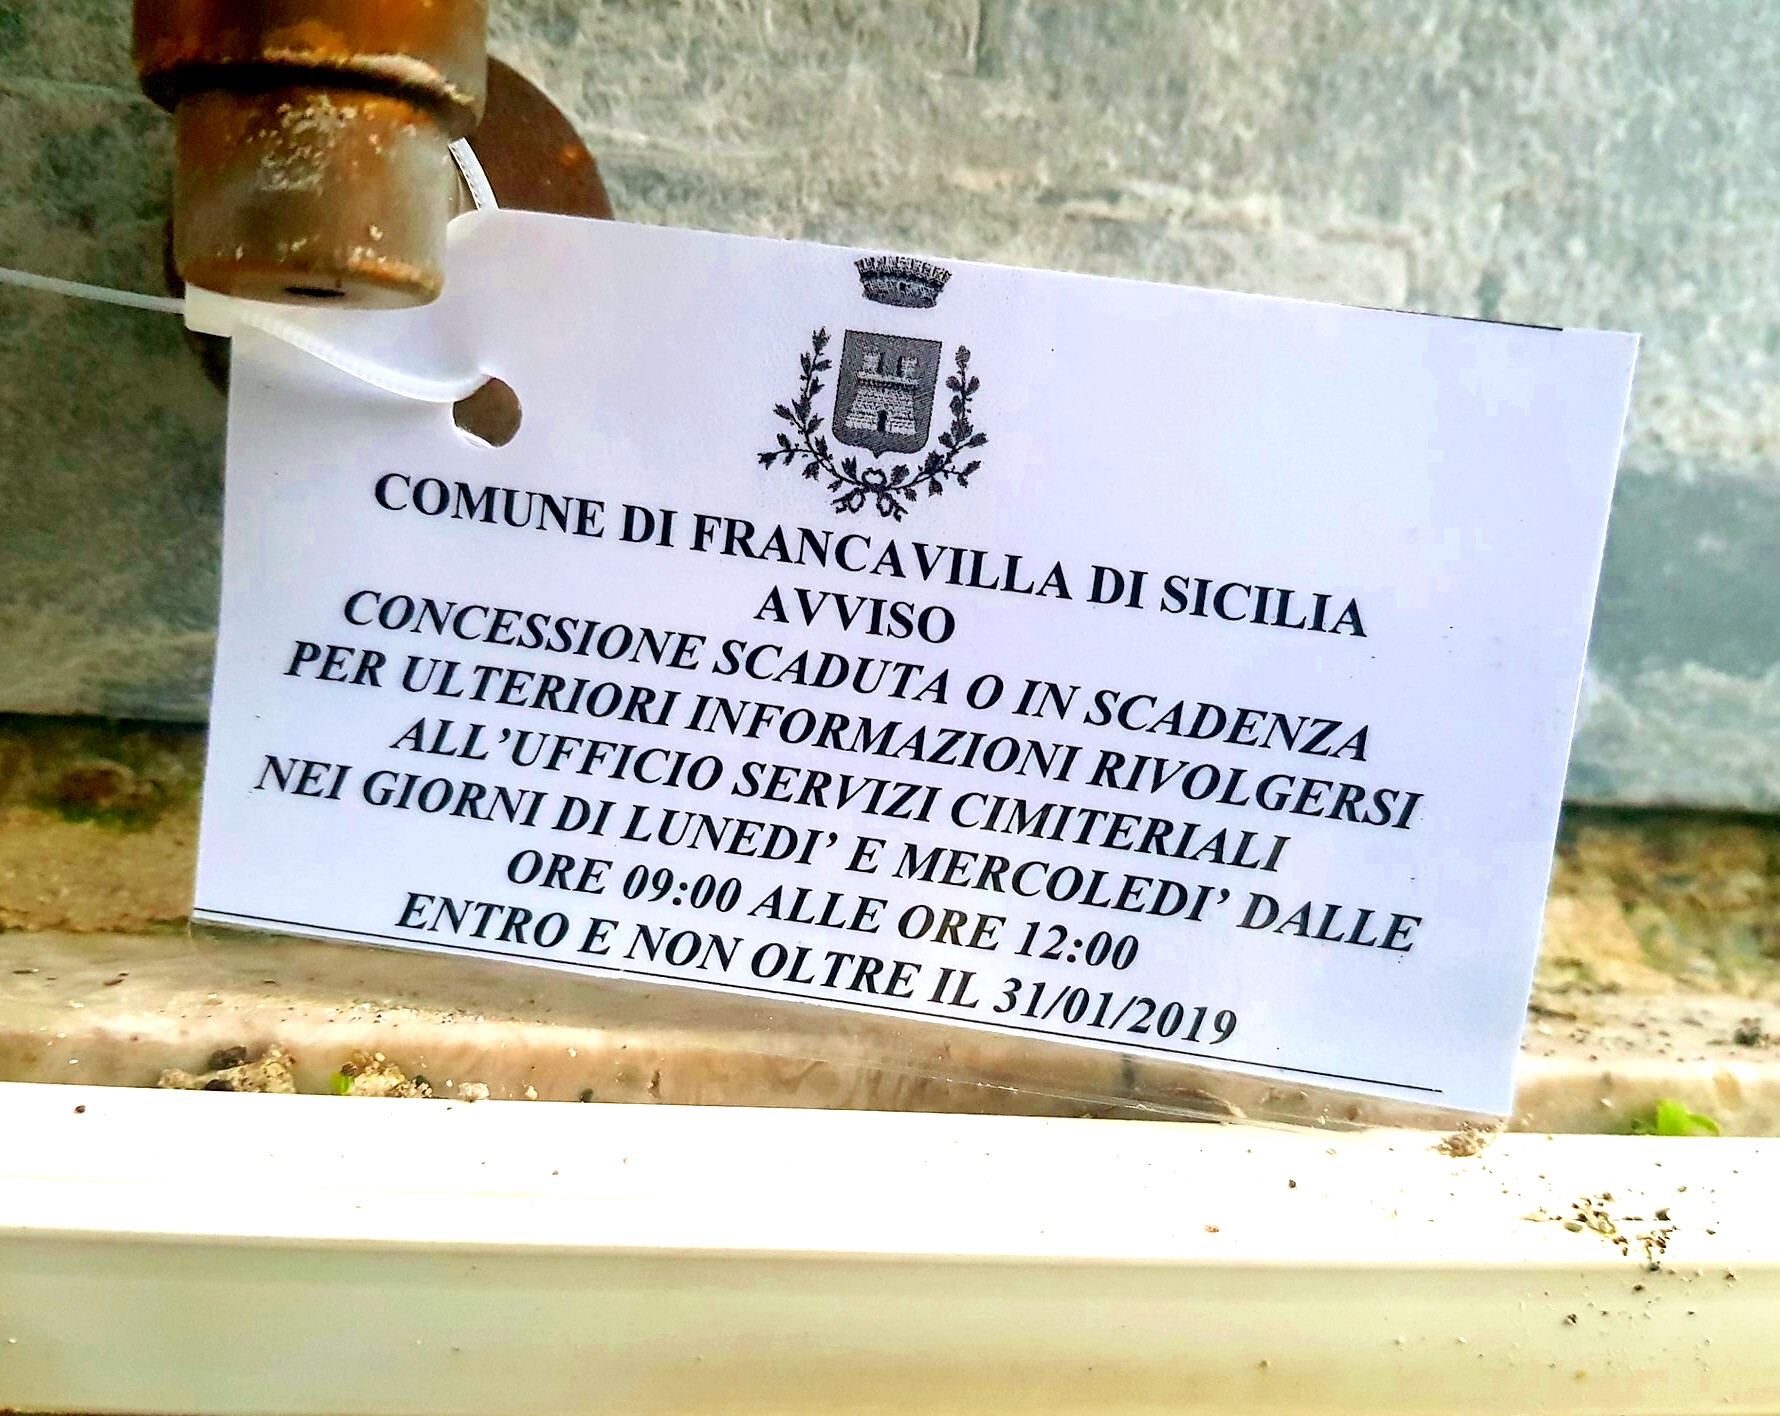 COMUNE DI FRANCAVILLA DI SICILIA
AVVISO
CONCESSIONE SCADUTA O IN SCADENZA
PER ULTERIORI INFORMAZIONI RIVOLGERSI
ALL’UFFICIO SERVIZI CIMITERIALI
NEI GIORNI DI LUNEDI’ E MERCOLEDI’ DALLE
ORE 09:00 ALLE ORE 12:00
ENTRO E NON OLTRE IL 31/01/2019